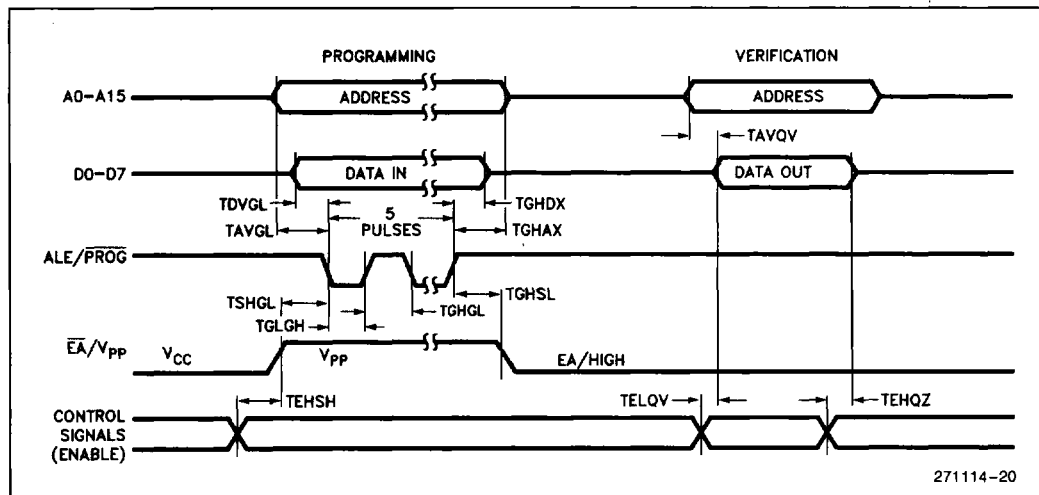 PROGRAMMING VERIFICATION
A0-A15 ADDRESS ADDRESS
TAVQV
D0-D7 DATA IN DATA OUT
TDVGL 5 TGHDX
TAVGL PULSES TGHAX
ALE/PROG
TSHGL TGHGL TGHSL
TGLGH
EA/VPP VCC VPP EA/HIGH
TEHSH TELQV TEHQZ
CONTROL
SIGNALS
(ENABLE)
271114-20